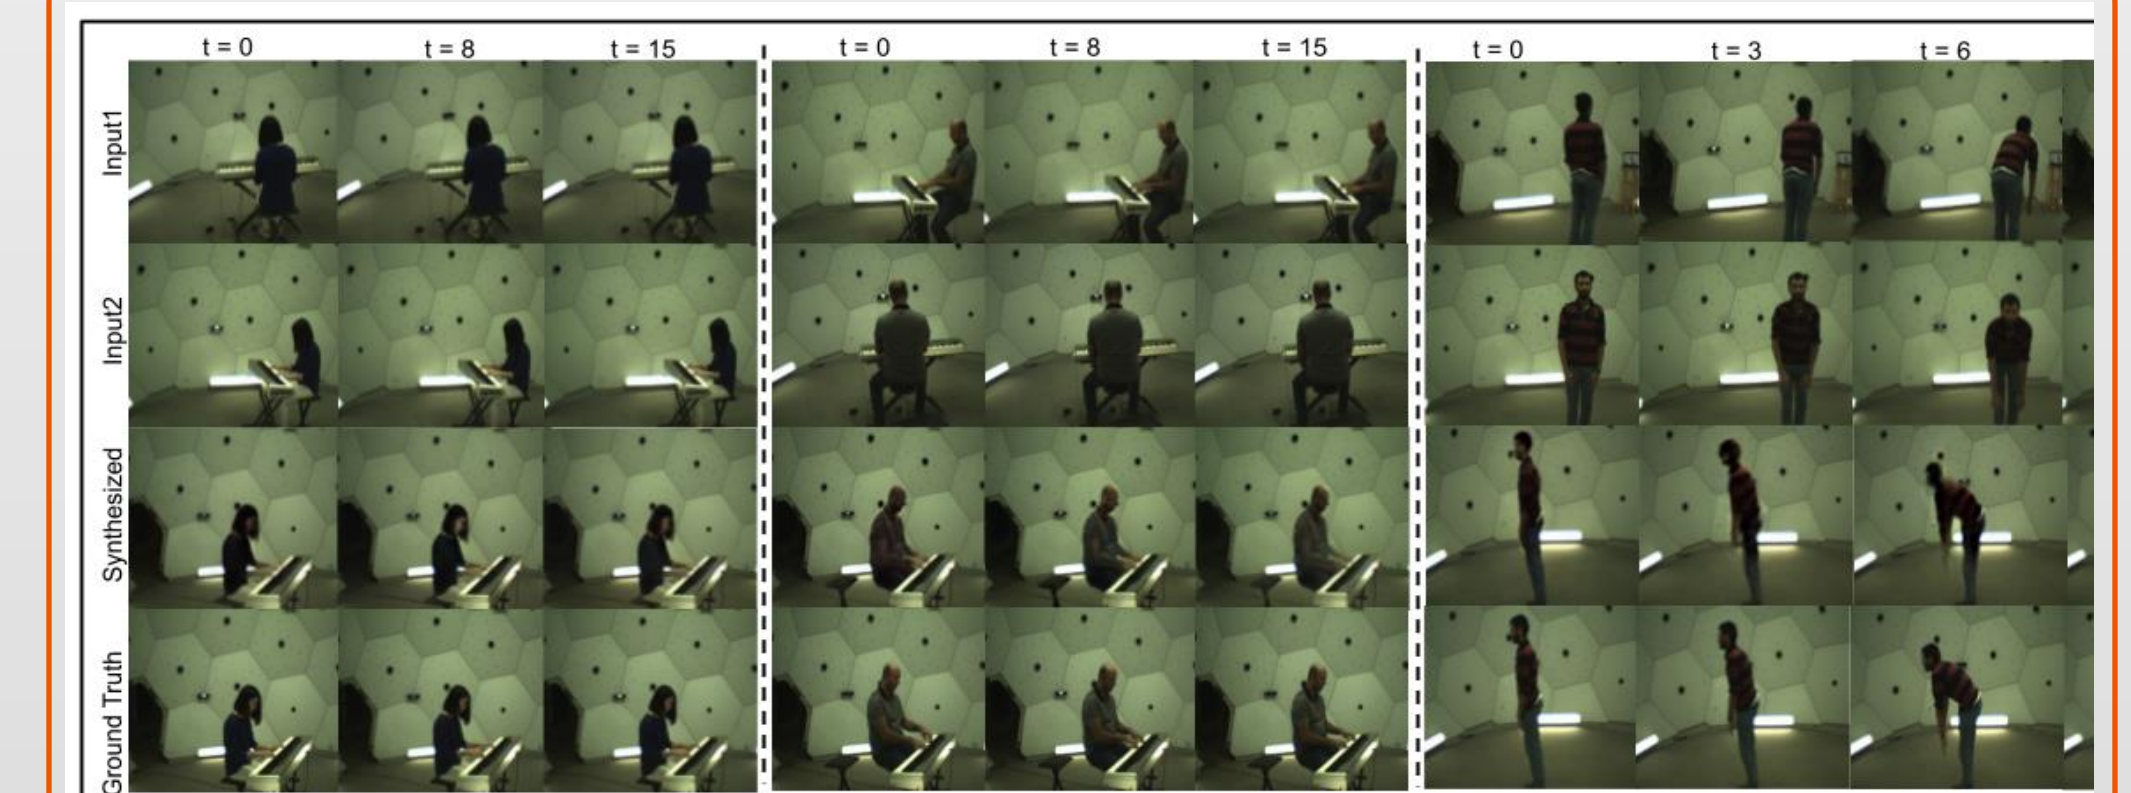 t = 0 t = 8 t = 15 t = 0 t = 8 t = 15 t = 0 t = 3 t = 6
Input1
Input2
Synthesized
Ground Truth